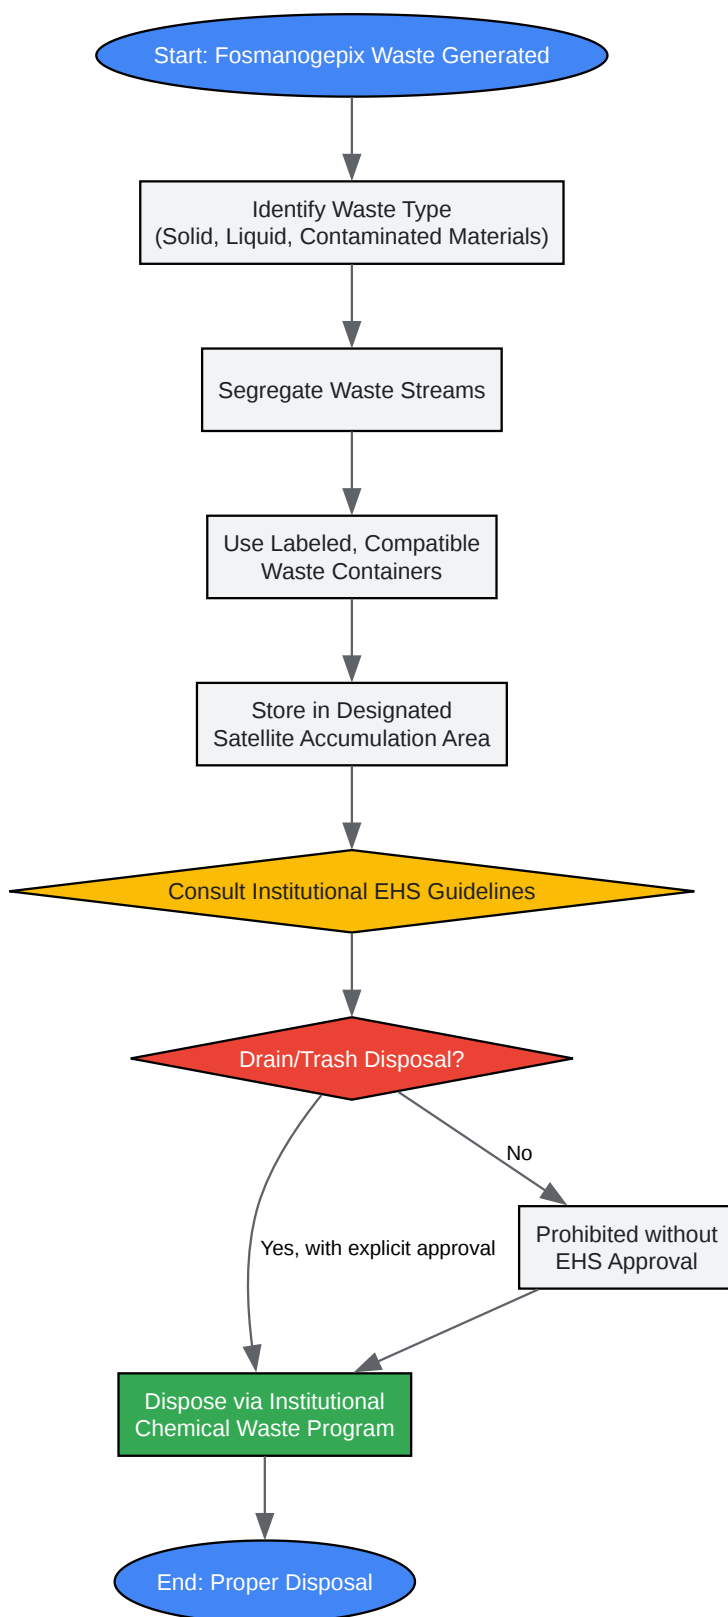 Start: Fosmanogepix Waste Generated
Identify Waste Type
(Solid, Liquid, Contaminated Materials)
Segregate Waste Streams
Use Labeled, Compatible
Waste Containers
Store in Designated
Satellite Accumulation Area
Consult Institutional EHS Guidelines
Drain/Trash Disposal?
No
Yes, with explicit approval
Prohibited without
EHS Approval
Dispose via Institutional
Chemical Waste Program
End: Proper Disposal